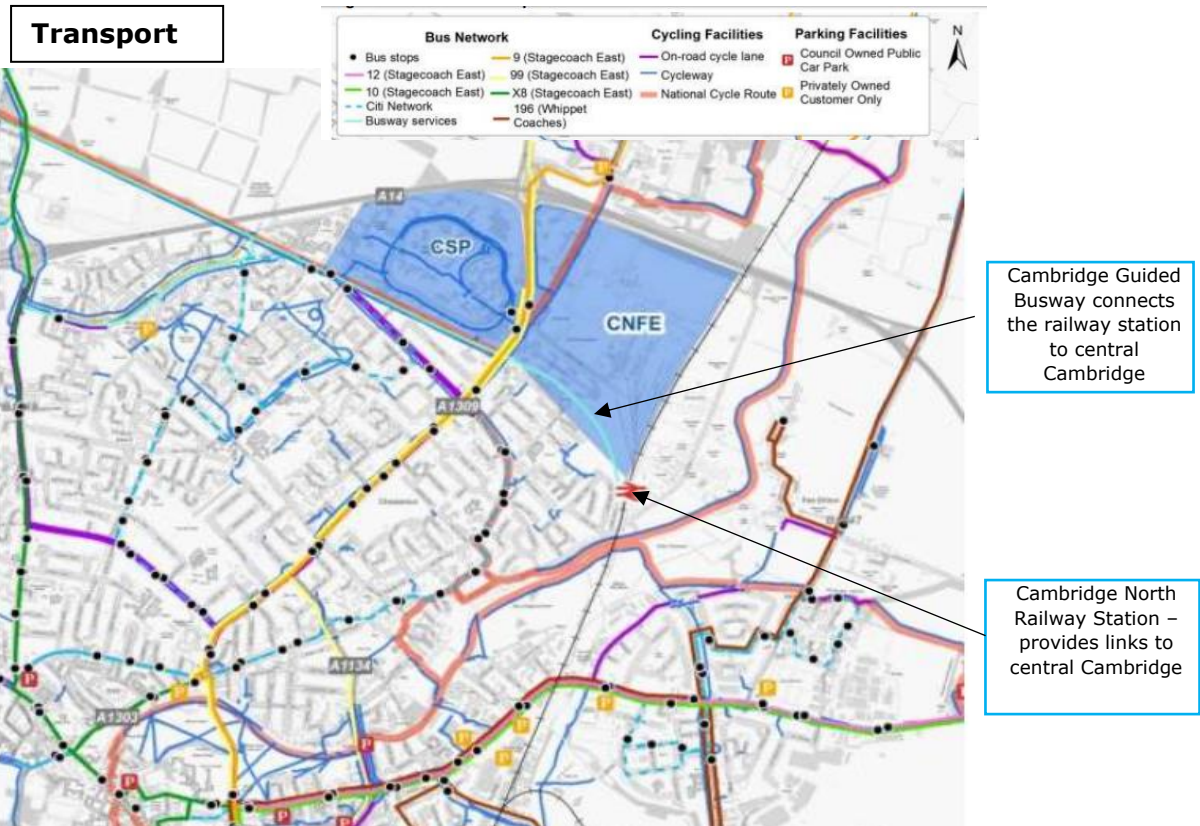 Transport
Bus Network
Bus stops
12 (Stagecoach East)
10 (Stagecoach East)
Citi Network
Busway services
9 (Stagecoach East)
99 (Stagecoach East)
X8 (Stagecoach East)
196 (Whippet
Coaches)
Cycling Facilities
On-road cycle lane
Cycleway
National Cycle Route
Parking Facilities
P Council Owned Public
Car Park
P Privately Owned
Customer Only
N
A14
CSP
CNFE
A1309
A1134
A1303
P
P
P
P
P
P
P
P
P
P
P
P
Cambridge Guided
Busway connects
the railway station
to central
Cambridge
Cambridge North
Railway Station –
provides links to
central Cambridge